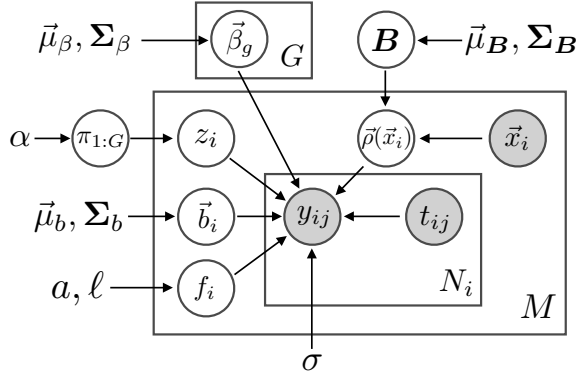 μ⃗_β, Σ_β β⃗_g G B μ⃗_B, Σ_B
α π_{1:G} z_i ρ⃗(x⃗_i) x⃗_i
μ⃗_b, Σ_b b⃗_i y_{ij} t_{ij}
a, ℓ f_i N_i M
σ